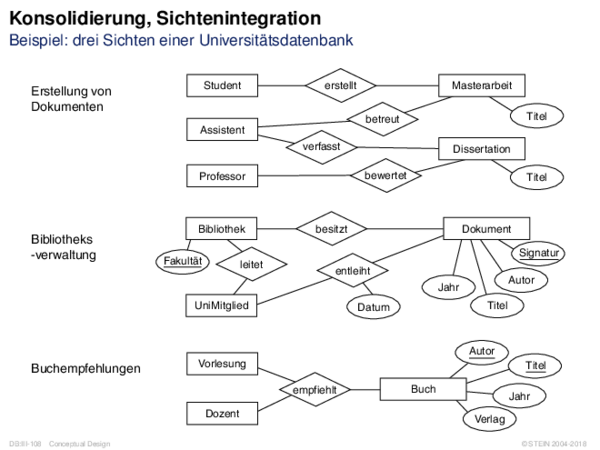 Konsolidierung, Sichtenintegration
Beispiel: drei Sichten einer Universitätsdatenbank
Erstellung von
Dokumenten
Student
erstellt
Masterarbeit
Titel
betreut
Assistent
verfasst
Dissertation
Professor
bewertet
Titel
Bibliotheks
-verwaltung
Bibliothek
besitzt
Dokument
Fakultät
leitet
entleiht
Signatur
Autor
Jahr
Titel
UniMitglied
Datum
Buchempfehlungen
Vorlesung
empfiehlt
Buch
Autor
Titel
Jahr
Verlag
Dozent
DB:III-108 Conceptual Design
© STEIN 2004-2018